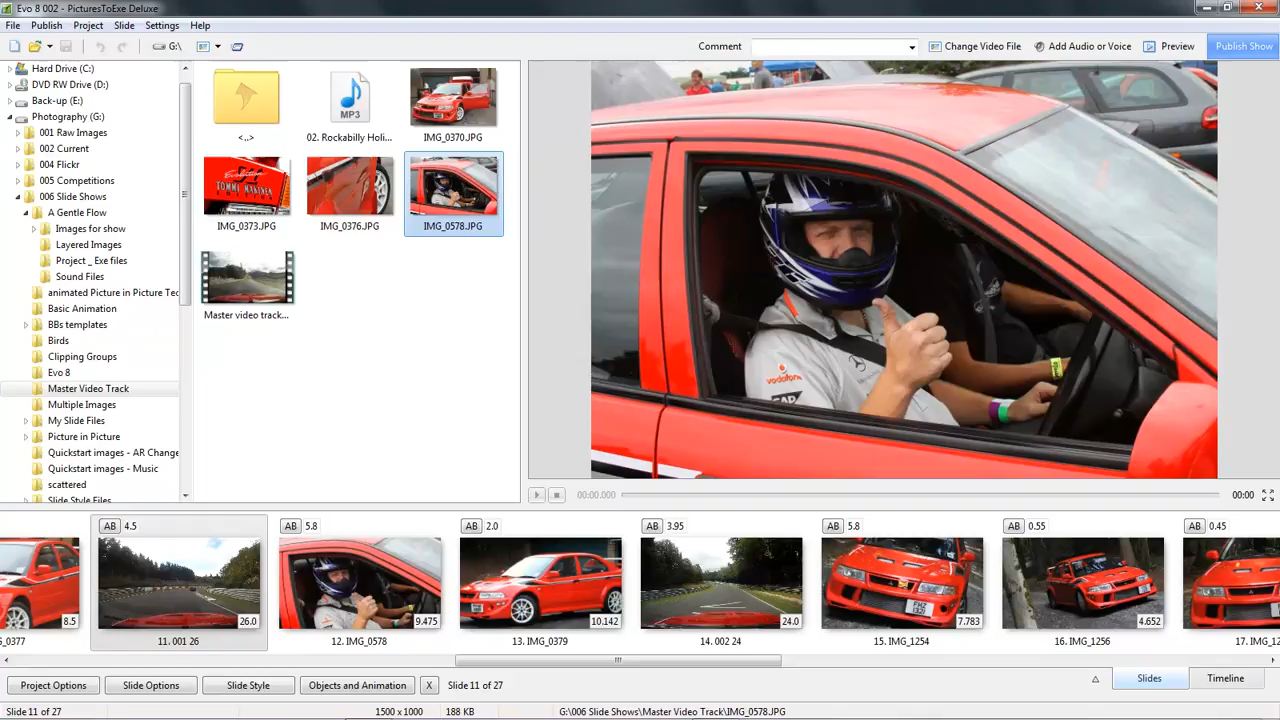 Evo 8 002 - PicturesToExe Deluxe
File Publish Project Slide Settings Help
G:\
Comment
Change Video File
Add Audio or Voice
Preview
Publish Show
Hard Drive (C:)
DVD RW Drive (D:)
Back-up (E:)
Photography (G:)
001 Raw Images
002 Current
004 Flickr
005 Competitions
006 Slide Shows
A Gentle Flow
Images for show
Layered Images
Project _ Exe files
Sound Files
animated Picture in Picture Tec
Basic Animation
BBs templates
Birds
Clipping Groups
Evo 8
Master Video Track
Multiple Images
My Slide Files
Picture in Picture
Quickstart images - AR Change
Quickstart images - Music
scattered
Slide Style Files
<..>
MP3
02. Rockabilly Holi...
IMG_0370.JPG
Evolution
TOMMI MAKINEN
EDITION
IMG_0373.JPG
IMG_0376.JPG
IMG_0578.JPG
Master video track...
vodafone
SAP
00:00.000
00:00
AB 4.5
AB 5.8
AB 2.0
AB 3.95
AB 5.8
AB 0.55
AB 0.45
8.5
26.0
9.475
10.142
24.0
7.783
4.652
_0377
11. 001 26
12. IMG_0578
13. IMG_0379
14. 002 24
15. IMG_1254
16. IMG_1256
17. IMG_12
Project Options
Slide Options
Slide Style
Objects and Animation
X
Slide 11 of 27
Slides
Timeline
Slide 11 of 27
1500 x 1000
188 KB
G:\006 Slide Shows\Master Video Track\IMG_0578.JPG